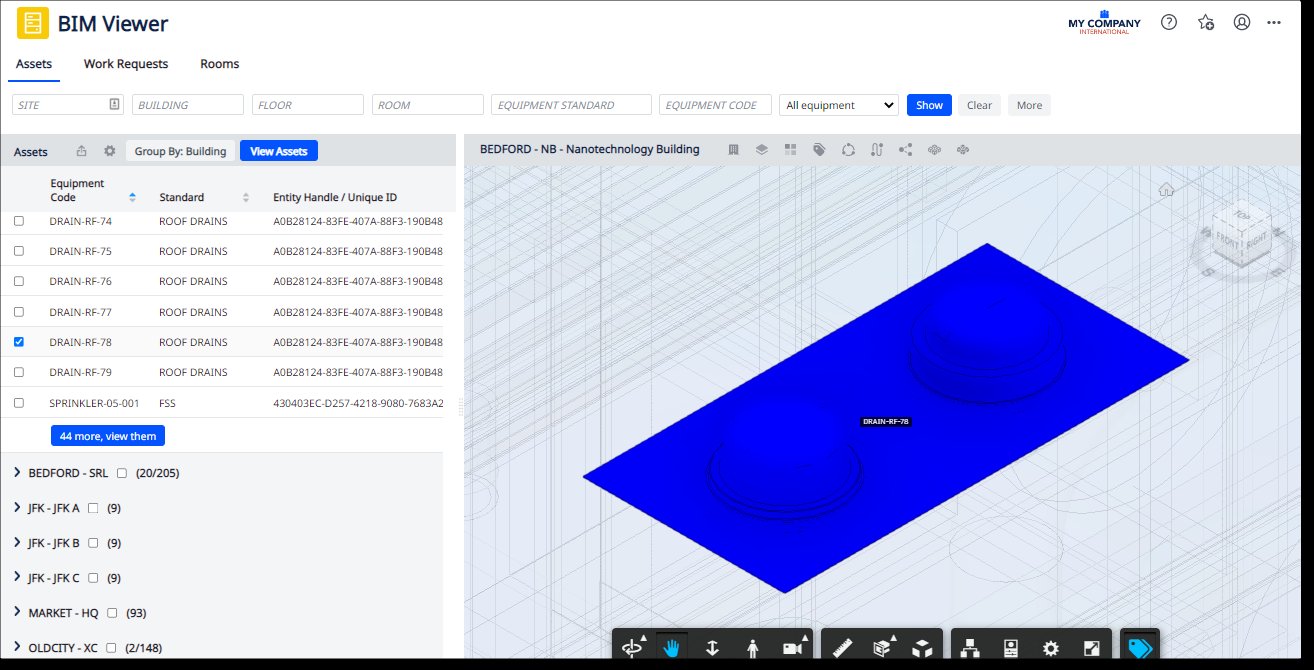 BIM Viewer
MY COMPANY
INTERNATIONAL
Assets Work Requests Rooms
SITE BUILDING FLOOR ROOM EQUIPMENT STANDARD EQUIPMENT CODE All equipment Show Clear More
Assets Group By: Building View Assets
BEDFORD - NB - Nanotechnology Building
Equipment
Code Standard Entity Handle / Unique ID
DRAIN-RF-74 ROOF DRAINS A0B28124-83FE-407A-88F3-190B48
DRAIN-RF-75 ROOF DRAINS A0B28124-83FE-407A-88F3-190B48
DRAIN-RF-76 ROOF DRAINS A0B28124-83FE-407A-88F3-190B48
DRAIN-RF-77 ROOF DRAINS A0B28124-83FE-407A-88F3-190B48
DRAIN-RF-78 ROOF DRAINS A0B28124-83FE-407A-88F3-190B48
DRAIN-RF-79 ROOF DRAINS A0B28124-83FE-407A-88F3-190B48
SPRINKLER-05-001 FSS 430403EC-D257-4218-9080-7683A2
44 more, view them
BEDFORD - SRL (20/205)
JFK - JFK A (9)
JFK - JFK B (9)
JFK - JFK C (9)
MARKET - HQ (93)
OLDCITY - XC (2/148)
TOP
FRONT RIGHT
DRAIN-RF-78